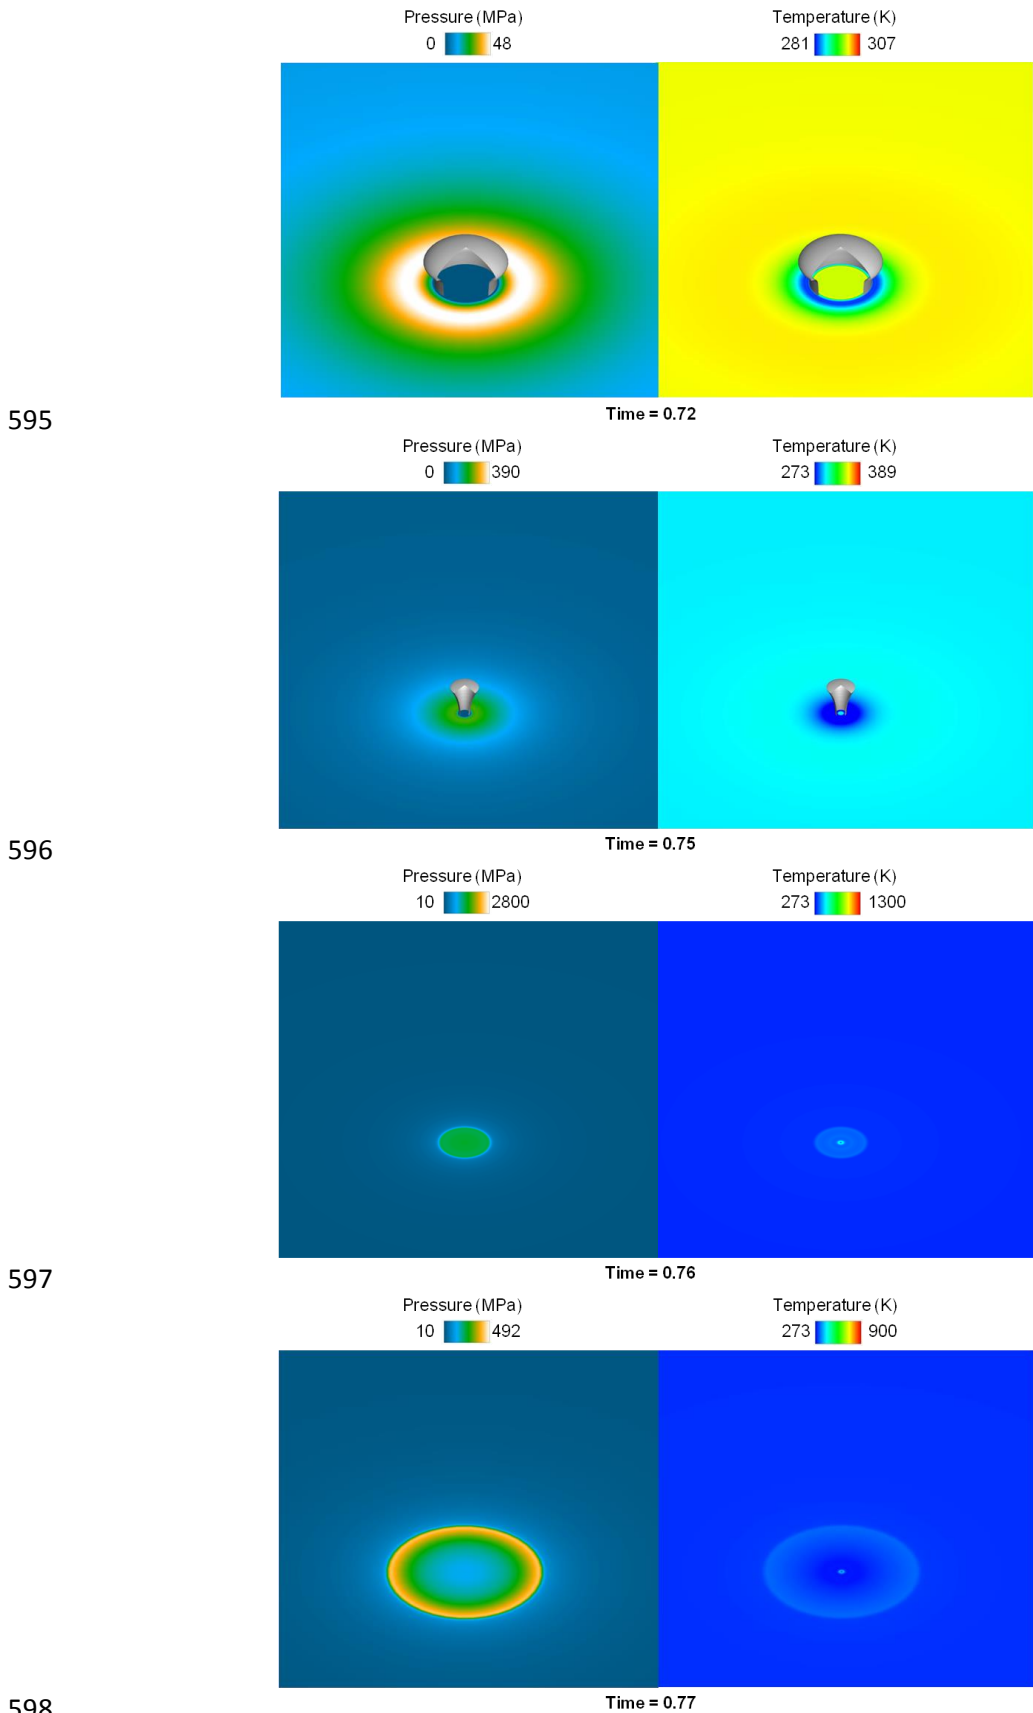 Pressure (MPa) Temperature (K)
0 48 281 307
595
Time = 0.72
Pressure (MPa) Temperature (K)
0 390 273 389
596
Time = 0.75
Pressure (MPa) Temperature (K)
10 2800 273 1300
597
Time = 0.76
Pressure (MPa) Temperature (K)
10 492 273 900
598
Time = 0.77